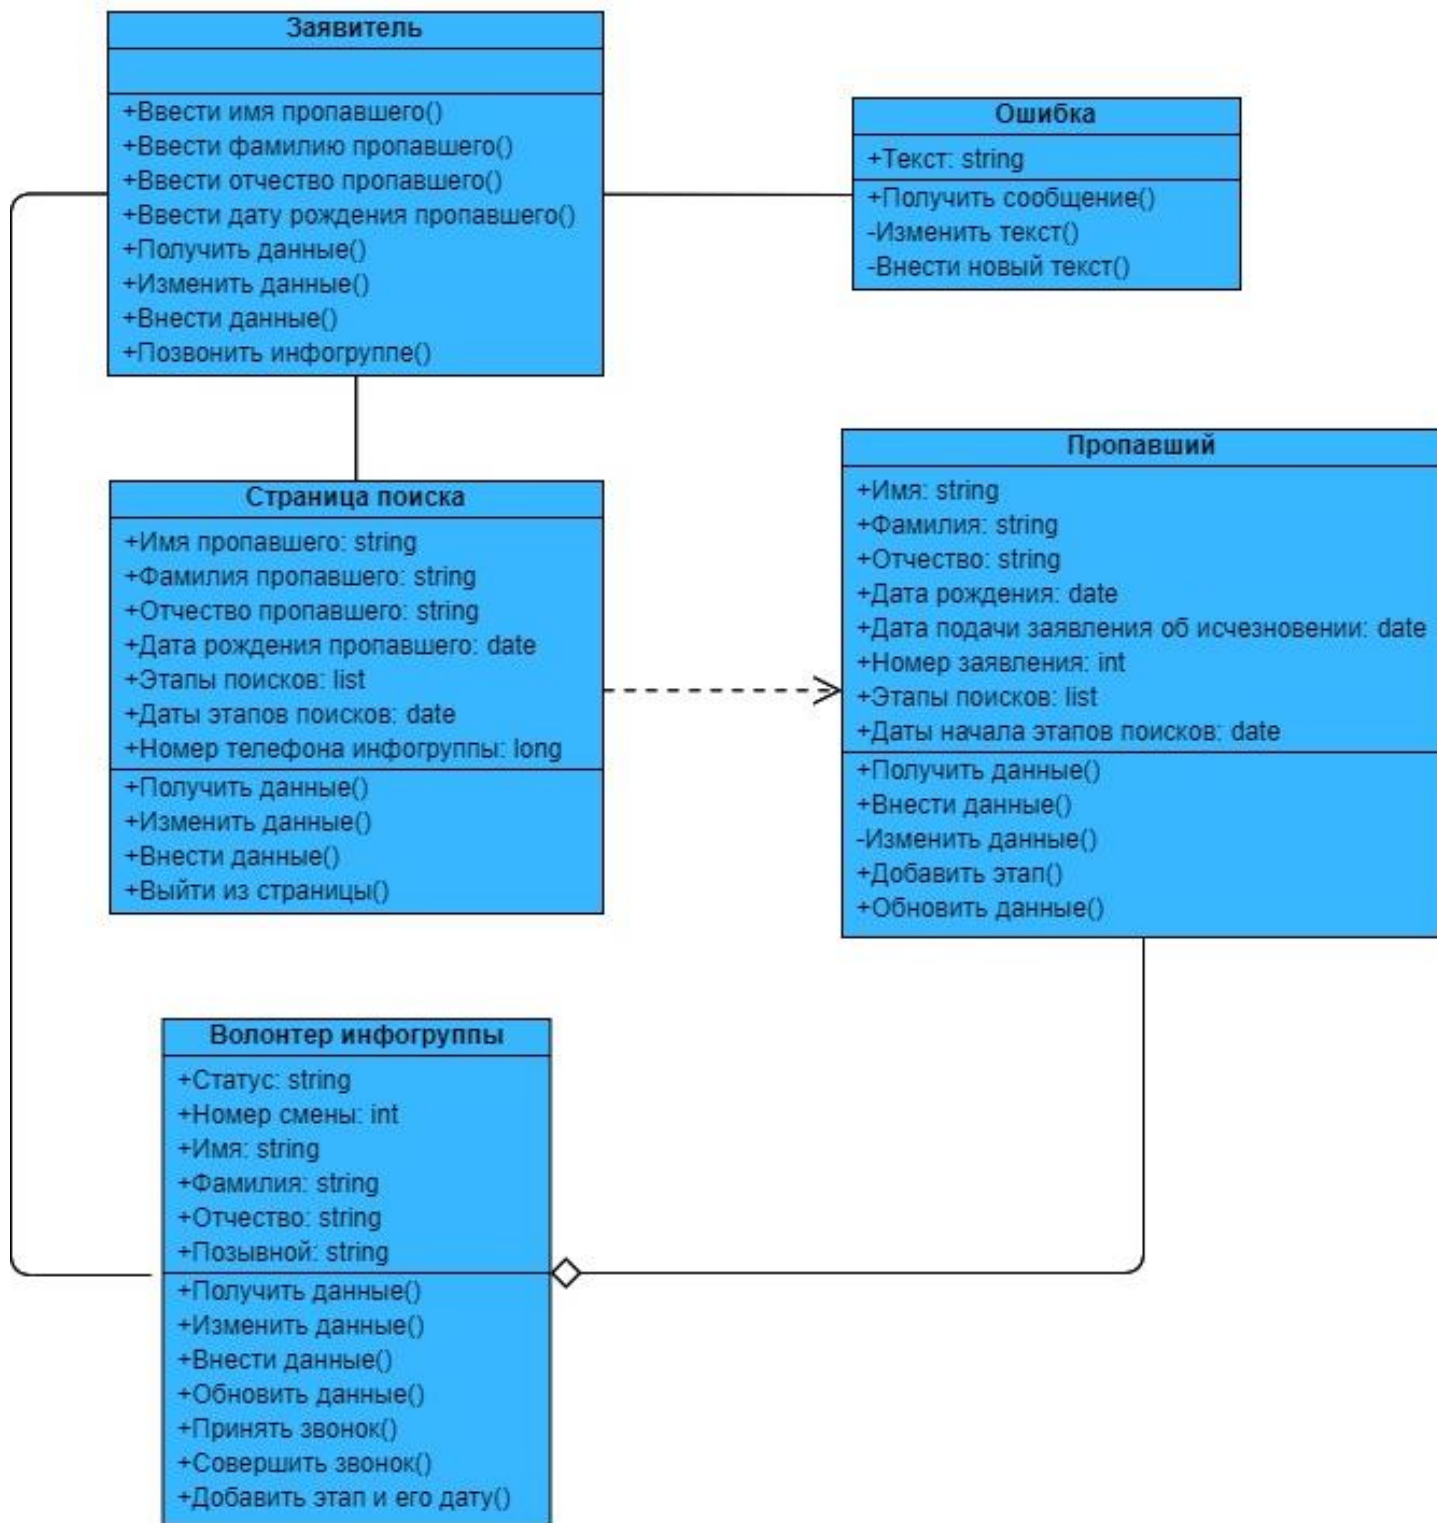 Заявитель
+Ввести имя пропавшего()
+Ввести фамилию пропавшего()
+Ввести отчество пропавшего()
+Ввести дату рождения пропавшего()
+Получить данные()
+Изменить данные()
+Внести данные()
+Позвонить инфогруппе()
Ошибка
+Текст: string
+Получить сообщение()
-Изменить текст()
-Внести новый текст()
Страница поиска
+Имя пропавшего: string
+Фамилия пропавшего: string
+Отчество пропавшего: string
+Дата рождения пропавшего: date
+Этапы поисков: list
+Даты этапов поисков: date
+Номер телефона инфогруппы: long
+Получить данные()
+Изменить данные()
+Внести данные()
+Выйти из страницы()
Пропавший
+Имя: string
+Фамилия: string
+Отчество: string
+Дата рождения: date
+Дата подачи заявления об исчезновении: date
+Номер заявления: int
+Этапы поисков: list
+Даты начала этапов поисков: date
+Получить данные()
+Внести данные()
-Изменить данные()
+Добавить этап()
+Обновить данные()
Волонтер инфогруппы
+Статус: string
+Номер смены: int
+Имя: string
+Фамилия: string
+Отчество: string
+Позывной: string
+Получить данные()
+Изменить данные()
+Внести данные()
+Обновить данные()
+Принять звонок()
+Совершить звонок()
+Добавить этап и его дату()